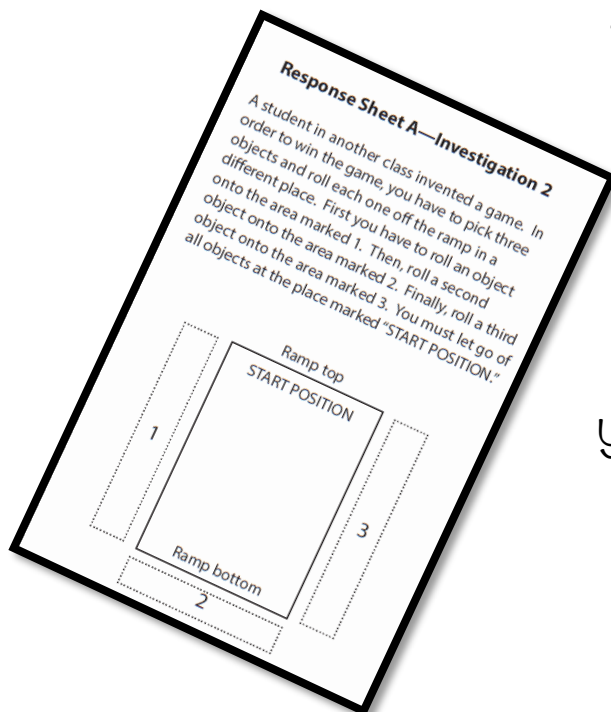 Response Sheet A—Investigation 2
A student in another class invented a game. In
order to win the game, you have to pick three
objects and roll each one off the ramp in a
different place. First you have to roll an object
onto the area marked 1. Then, roll a second
object onto the area marked 2. Finally, roll a third
object onto the area marked 3. You must let go of
all objects at the place marked “START POSITION.”
Ramp top
START POSITION
1
3
Ramp bottom
2